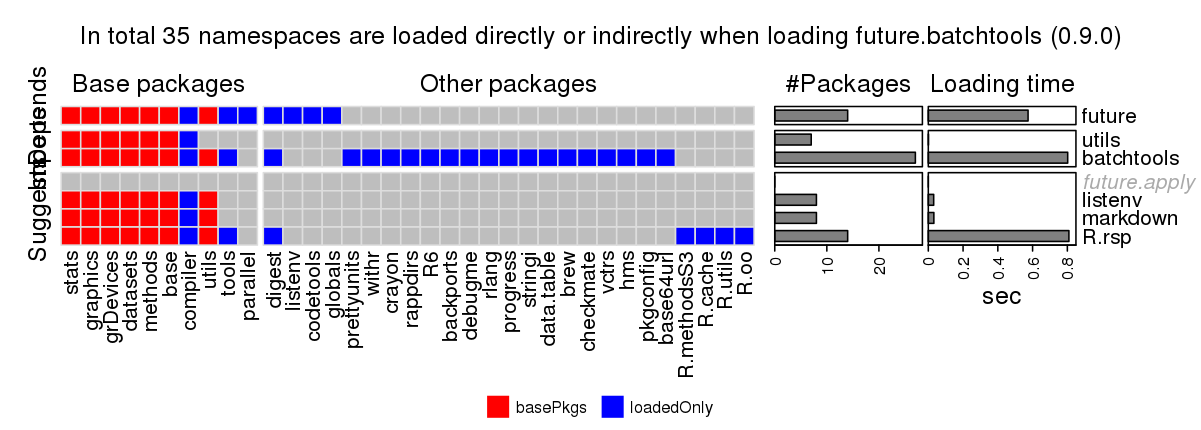 In total 35 namespaces are loaded directly or indirectly when loading future.batchtools (0.9.0)
Base packages
Other packages
#Packages
Loading time
Depends
Imports
Suggests
future
utils
batchtools
future.apply
listenv
markdown
R.rsp
stats
graphics
grDevices
datasets
methods
base
compiler
utils
tools
parallel
digest
listenv
codetools
globals
prettyunits
withr
crayon
rappdirs
R6
backports
debugme
rlang
progress
stringi
data.table
brew
checkmate
vctrs
hms
pkgconfig
base64url
R.methodsS3
R.cache
R.utils
R.oo
0
10
20
0
0.2
0.4
0.6
0.8
sec
basePkgs
loadedOnly